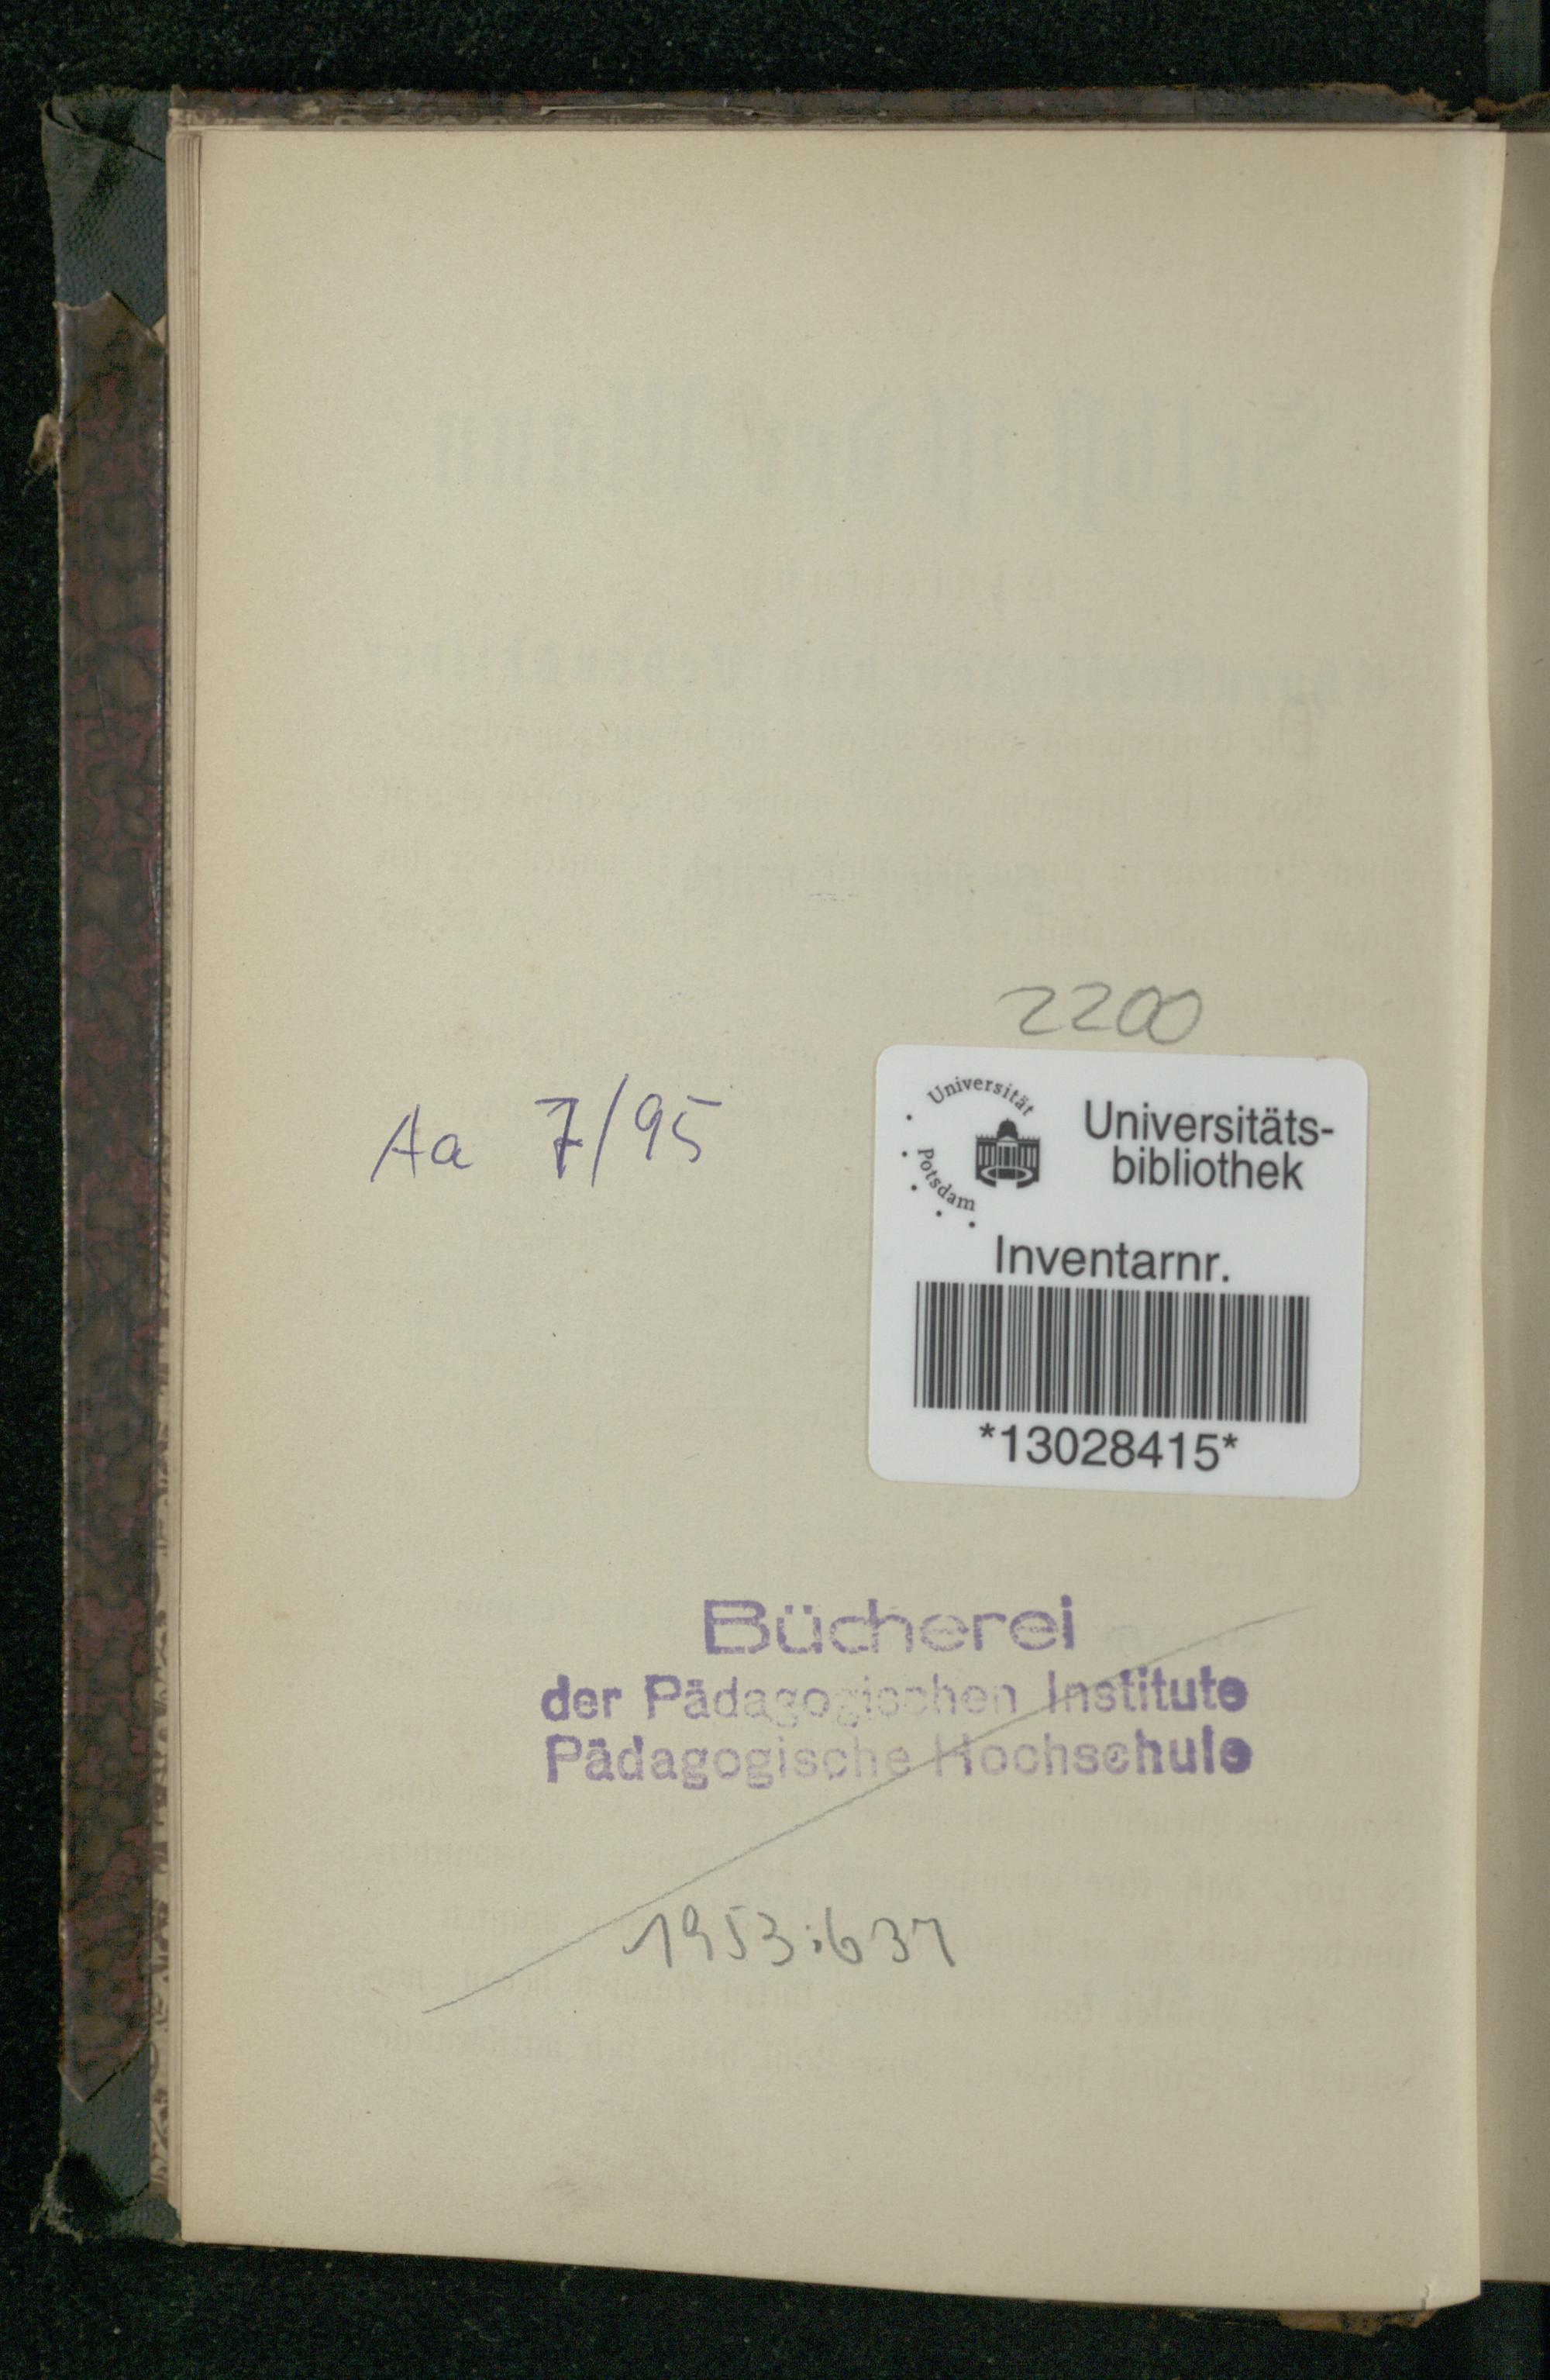 2200
Aa 7/95
Universität
Potsdam
Universitäts-
bibliothek
Inventarnr.
*13028415*
Bücherei
der Pädagogischen Institute
Pädagogische Hochschule
1953:637